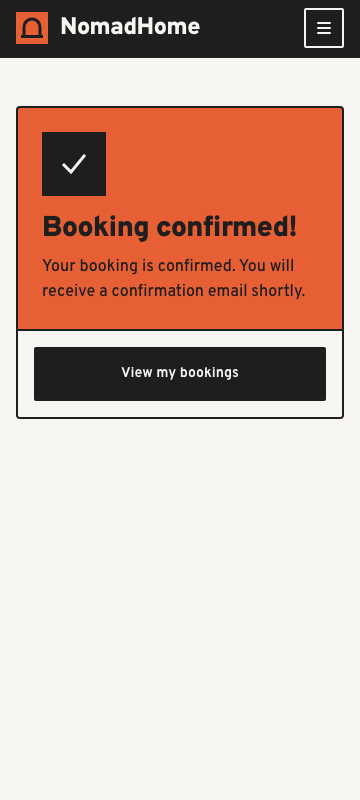 NomadHome
Booking confirmed!
Your booking is confirmed. You will
receive a confirmation email shortly.
View my bookings